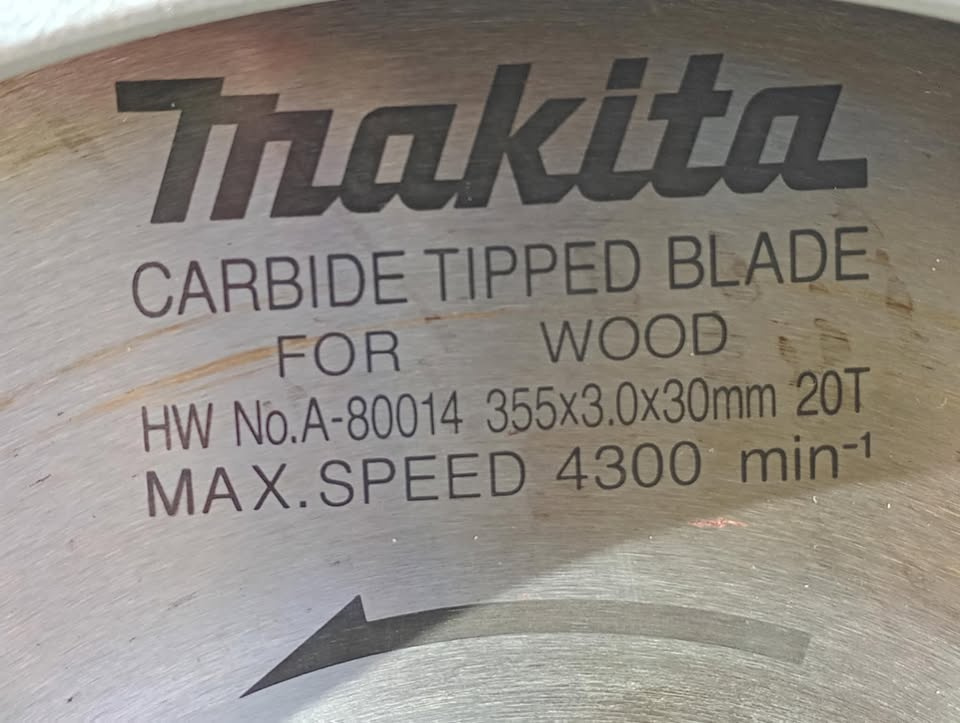 makita
CARBIDE TIPPED BLADE
FOR WOOD
HW No.A-80014 355x3.0x30mm 20T
MAX.SPEED 4300 min⁻¹